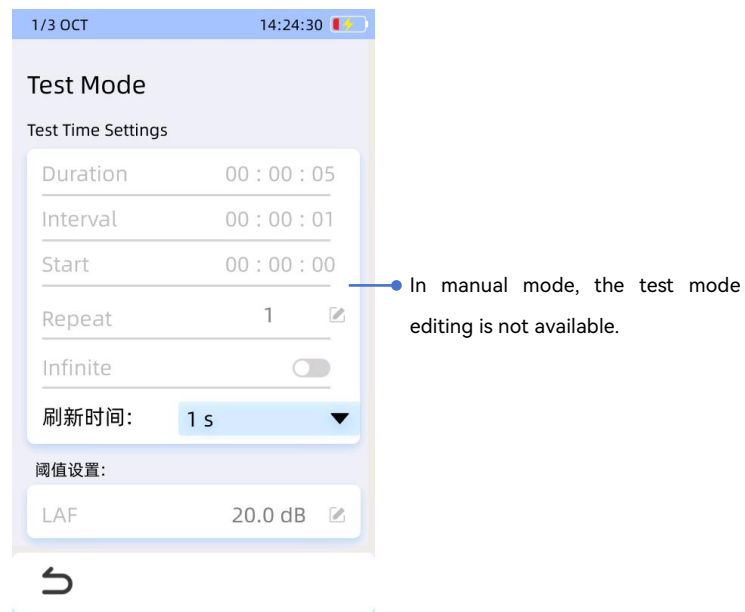 1/3 OCT 14:24:30
Test Mode
Test Time Settings
Duration 00 : 00 : 05
Interval 00 : 00 : 01
Start 00 : 00 : 00
Repeat 1
Infinite
刷新时间:
1 s
阈值设置:
LAF 20.0 dB
In manual mode, the test mode
editing is not available.